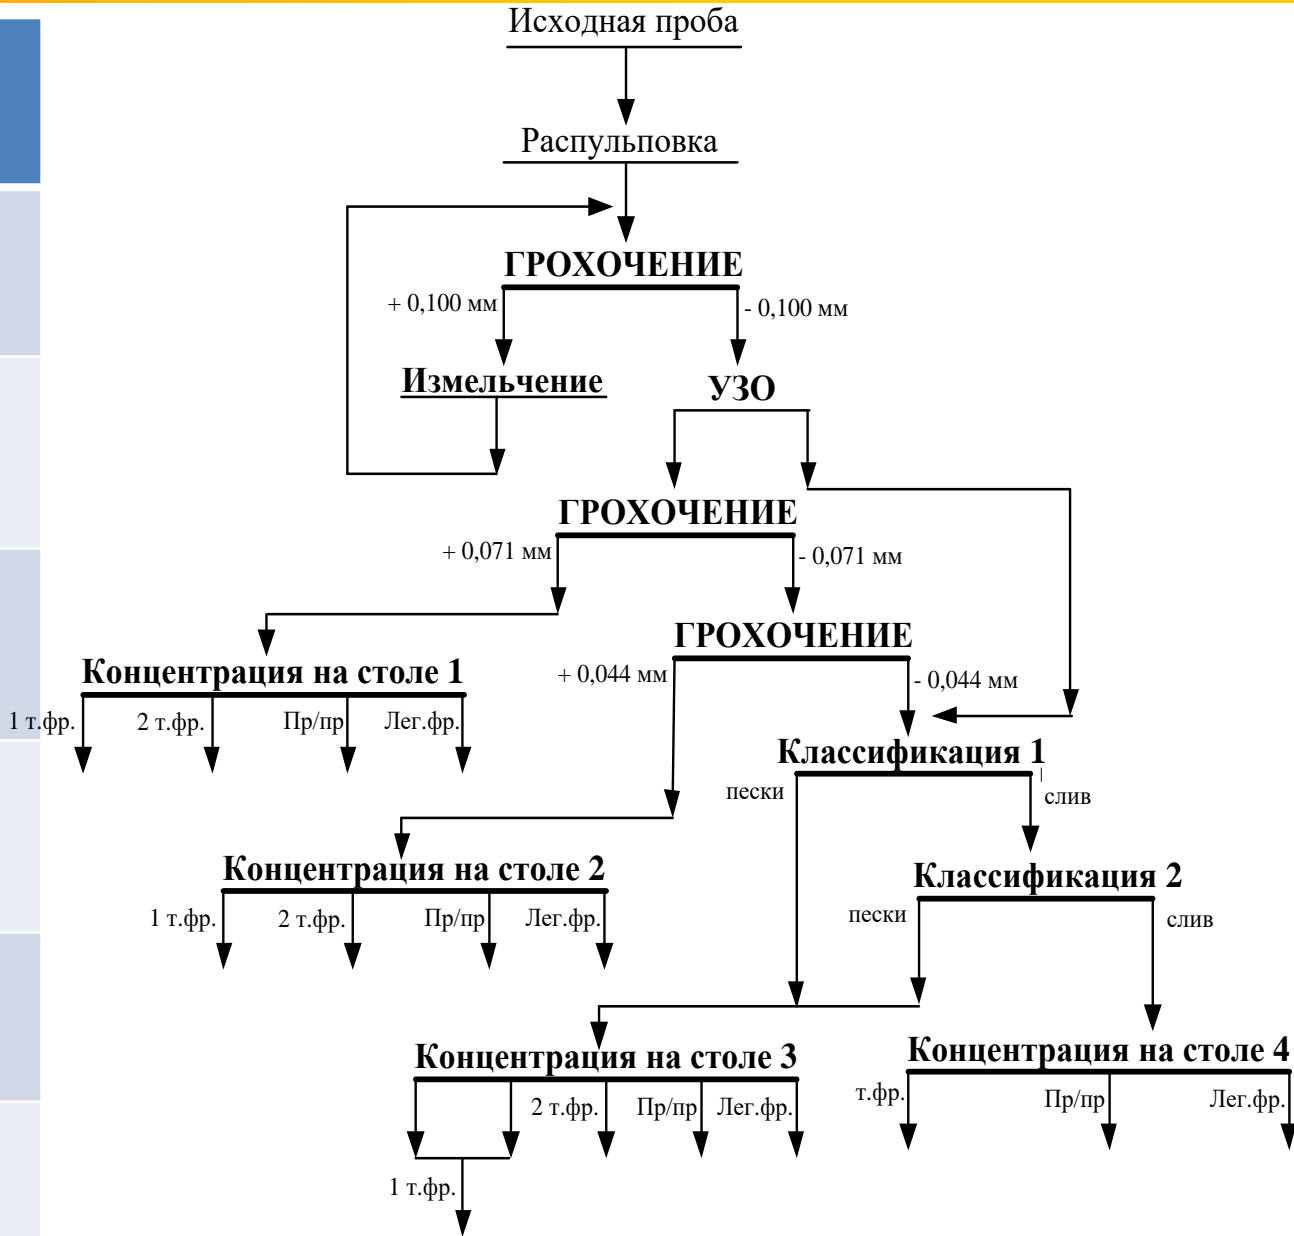 Исходная проба
Распульповка
ГРОХОЧЕНИЕ
+ 0,100 мм
- 0,100 мм
Измельчение
УЗО
ГРОХОЧЕНИЕ
+ 0,071 мм
- 0,071 мм
ГРОХОЧЕНИЕ
+ 0,044 мм
- 0,044 мм
Концентрация на столе 1
1 т.фр.
2 т.фр.
Пр/пр
Лег.фр.
Классификация 1
пески
слив
Концентрация на столе 2
1 т.фр.
2 т.фр.
Пр/пр
Лег.фр.
Классификация 2
пески
слив
Концентрация на столе 3
2 т.фр.
Пр/пр
Лег.фр.
1 т.фр.
Концентрация на столе 4
т.фр.
Пр/пр
Лег.фр.